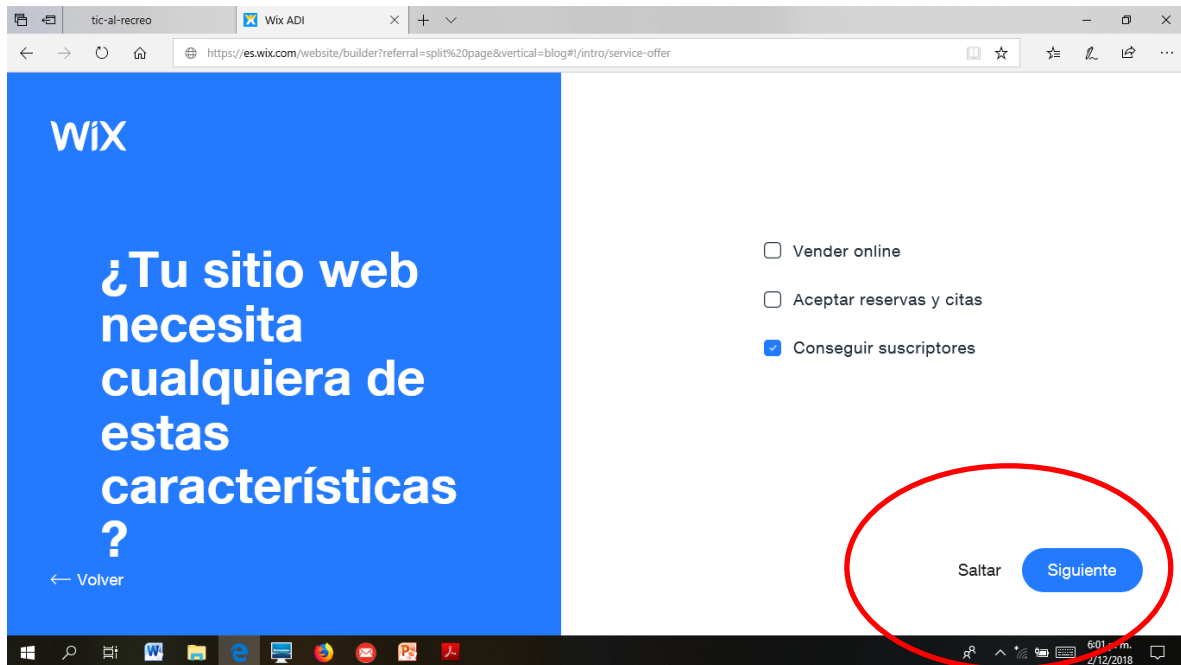 tic-al-recreo
Wix ADI
https://es.wix.com/website/builder?referral=split%20page&vertical=blog#!/intro/service-offer
WiX
¿Tu sitio web
necesita
cualquiera de
estas
características
?
← Volver
Vender online
Aceptar reservas y citas
Conseguir suscriptores
Saltar
Siguiente
6:01 p. m.
2/12/2018